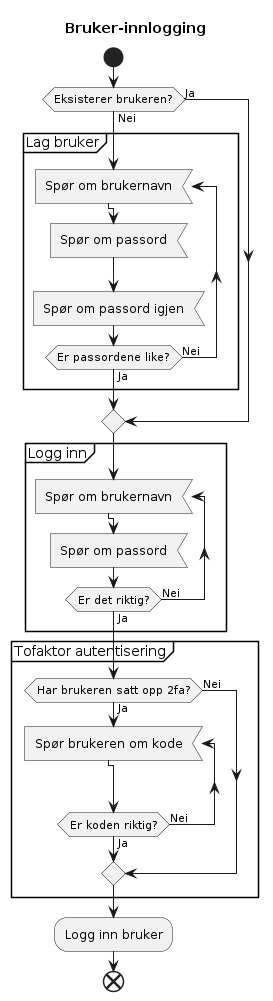 Bruker-innlogging
Eksisterer brukeren?
Ja
Nei
Lag bruker
Spør om brukernavn
Spør om passord
Spør om passord igjen
Er passordene like?
Nei
Ja
Logg inn
Spør om brukernavn
Spør om passord
Er det riktig?
Nei
Ja
Tofaktor autentisering
Har brukeren satt opp 2fa?
Nei
Ja
Spør brukeren om kode
Er koden riktig?
Nei
Ja
Logg inn bruker